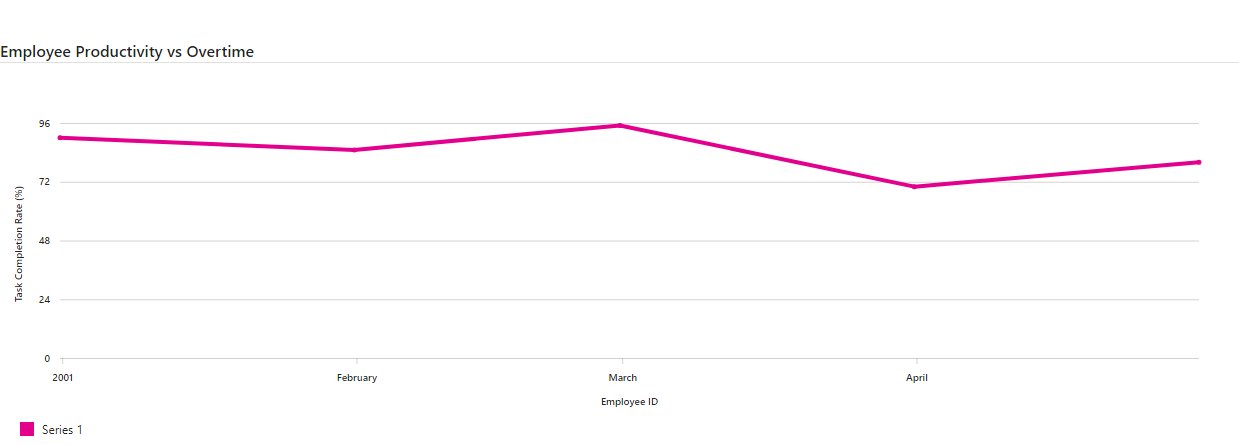 Employee Productivity vs Overtime
96
72
48
24
0
Task Completion Rate (%)
2001 February March April
Employee ID
Series 1